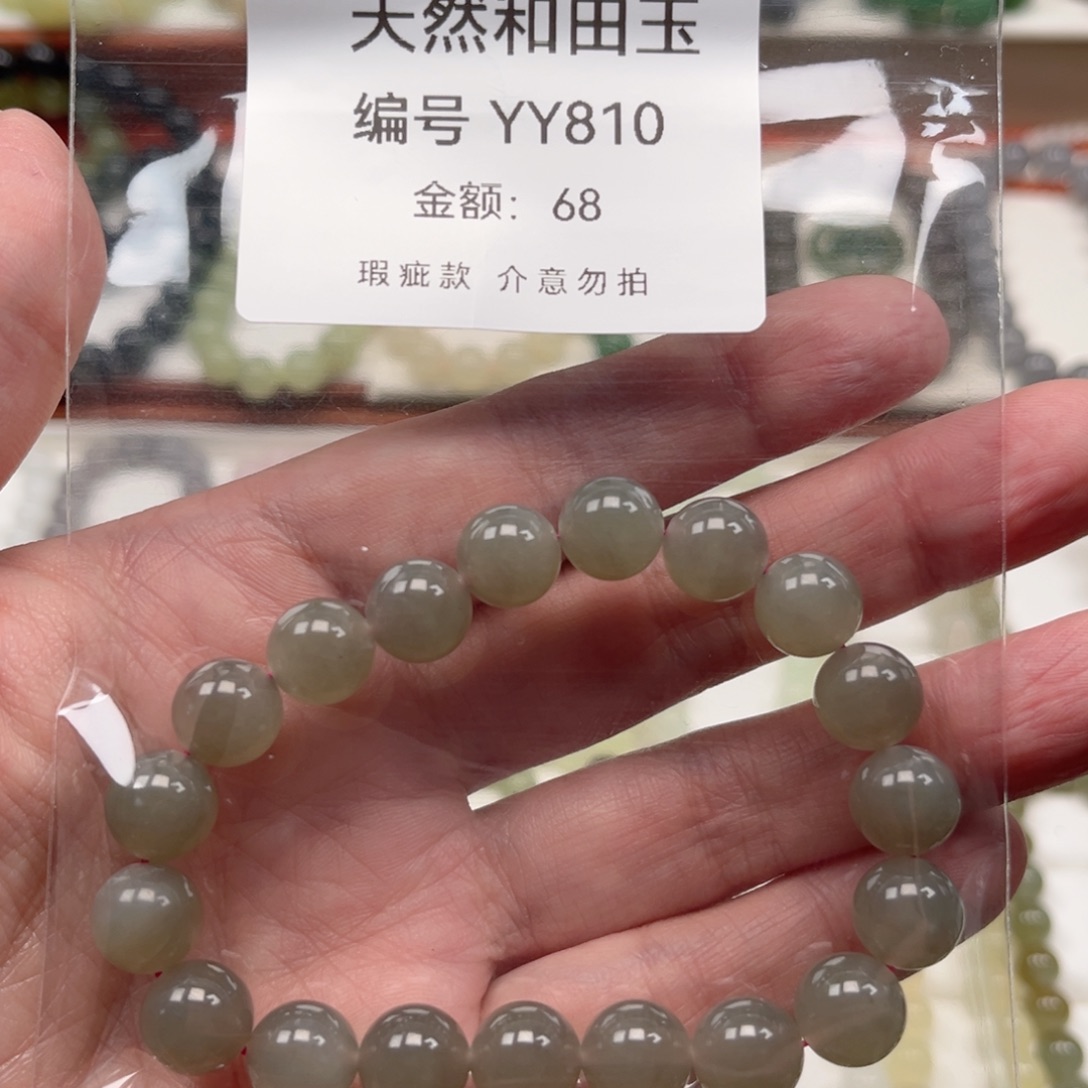 天然和田玉
编号 YY810
金额：68
瑕疵款 介意勿拍